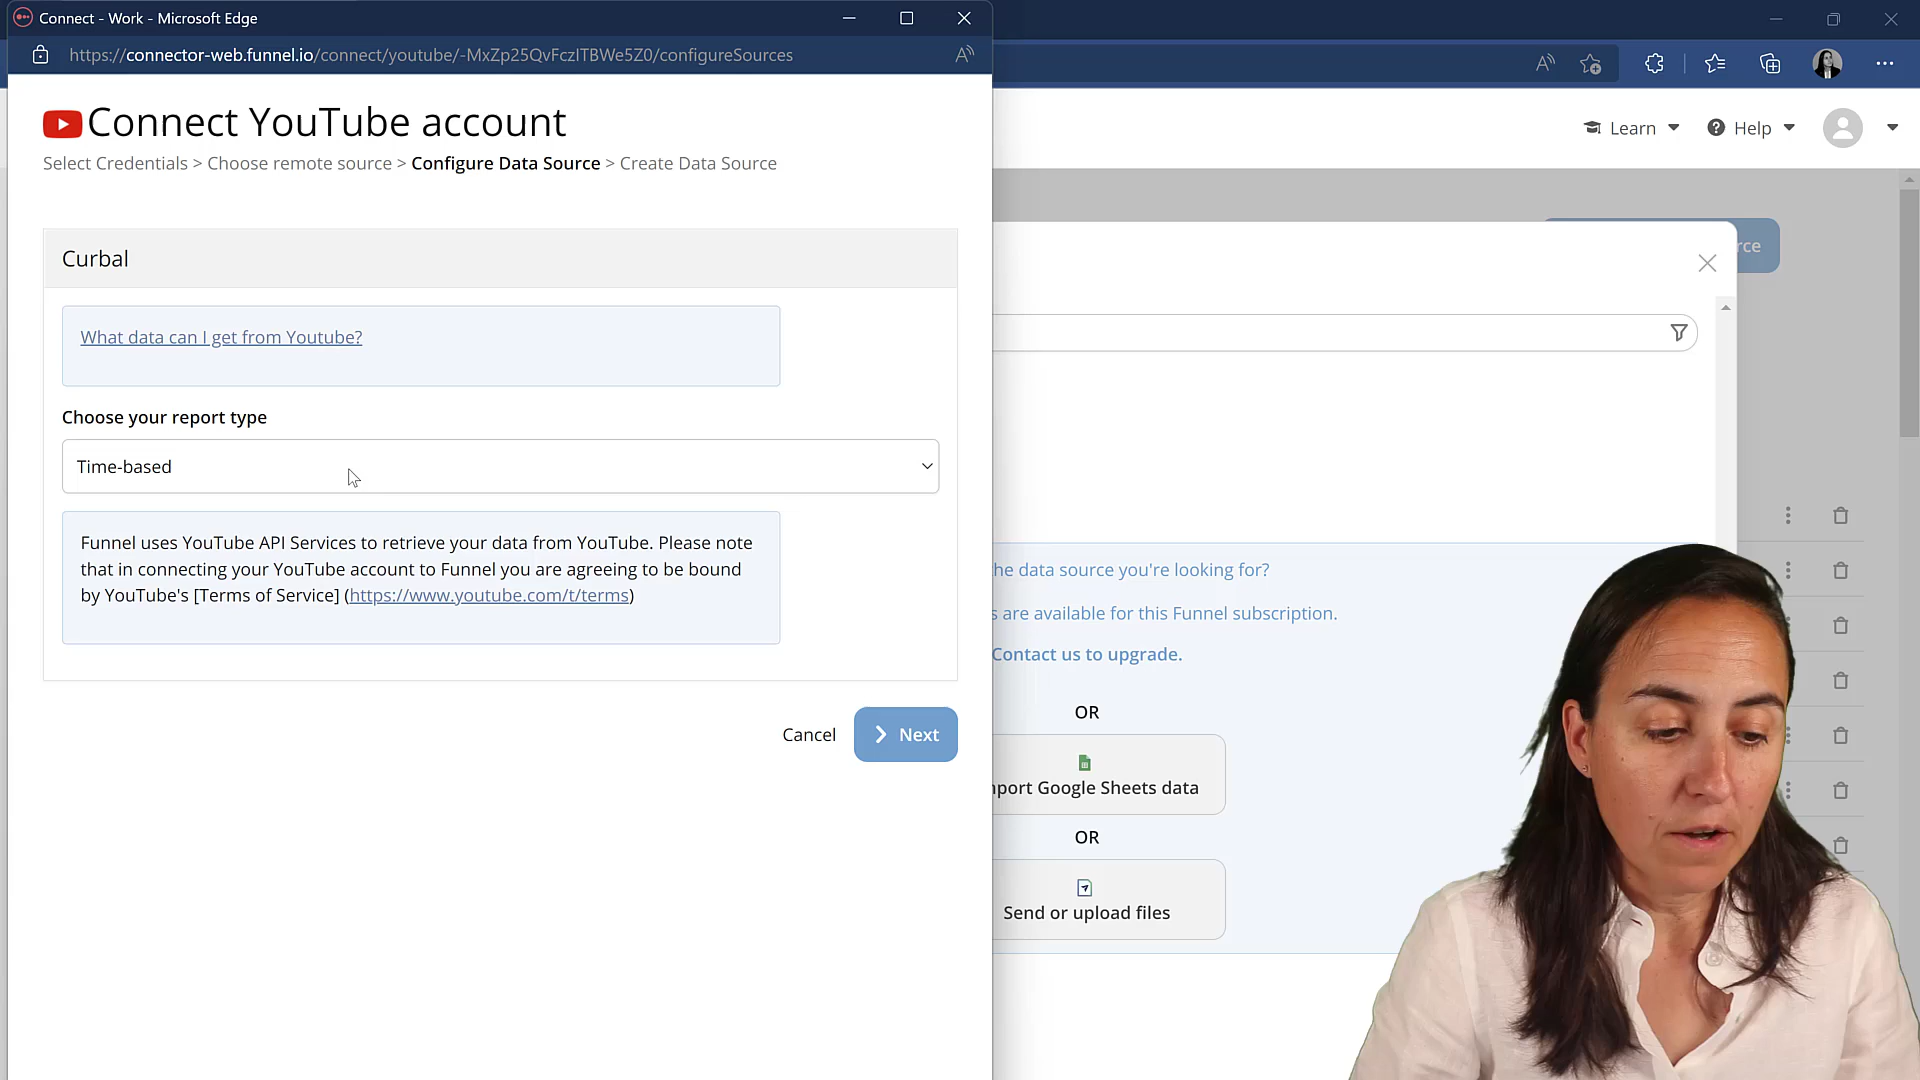 Connect - Work - Microsoft Edge
https://connector-web.funnel.io/connect/youtube/-MxZp25QvFczITBWe5Z0/configureSources
Connect YouTube account
Select Credentials > Choose remote source > Configure Data Source > Create Data Source
Curbal
What data can I get from Youtube?
Choose your report type
Time-based
Funnel uses YouTube API Services to retrieve your data from YouTube. Please note
that in connecting your YouTube account to Funnel you are agreeing to be bound
by YouTube's [Terms of Service] (https://www.youtube.com/t/terms)
Cancel
Next
Learn
Help
rce
he data source you're looking for?
s are available for this Funnel subscription.
Contact us to upgrade.
OR
port Google Sheets data
OR
Send or upload files